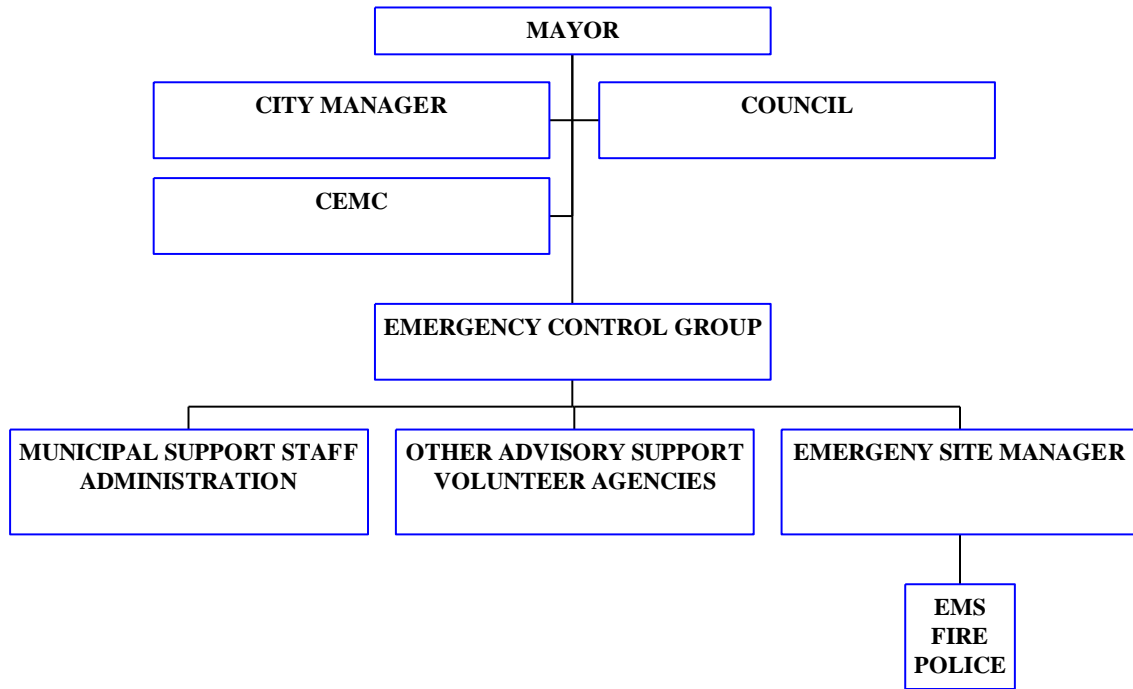 MAYOR
CITY MANAGER
COUNCIL
CEMC
EMERGENCY CONTROL GROUP
MUNICIPAL SUPPORT STAFF
ADMINISTRATION
OTHER ADVISORY SUPPORT
VOLUNTEER AGENCIES
EMERGENY SITE MANAGER
EMS
FIRE
POLICE